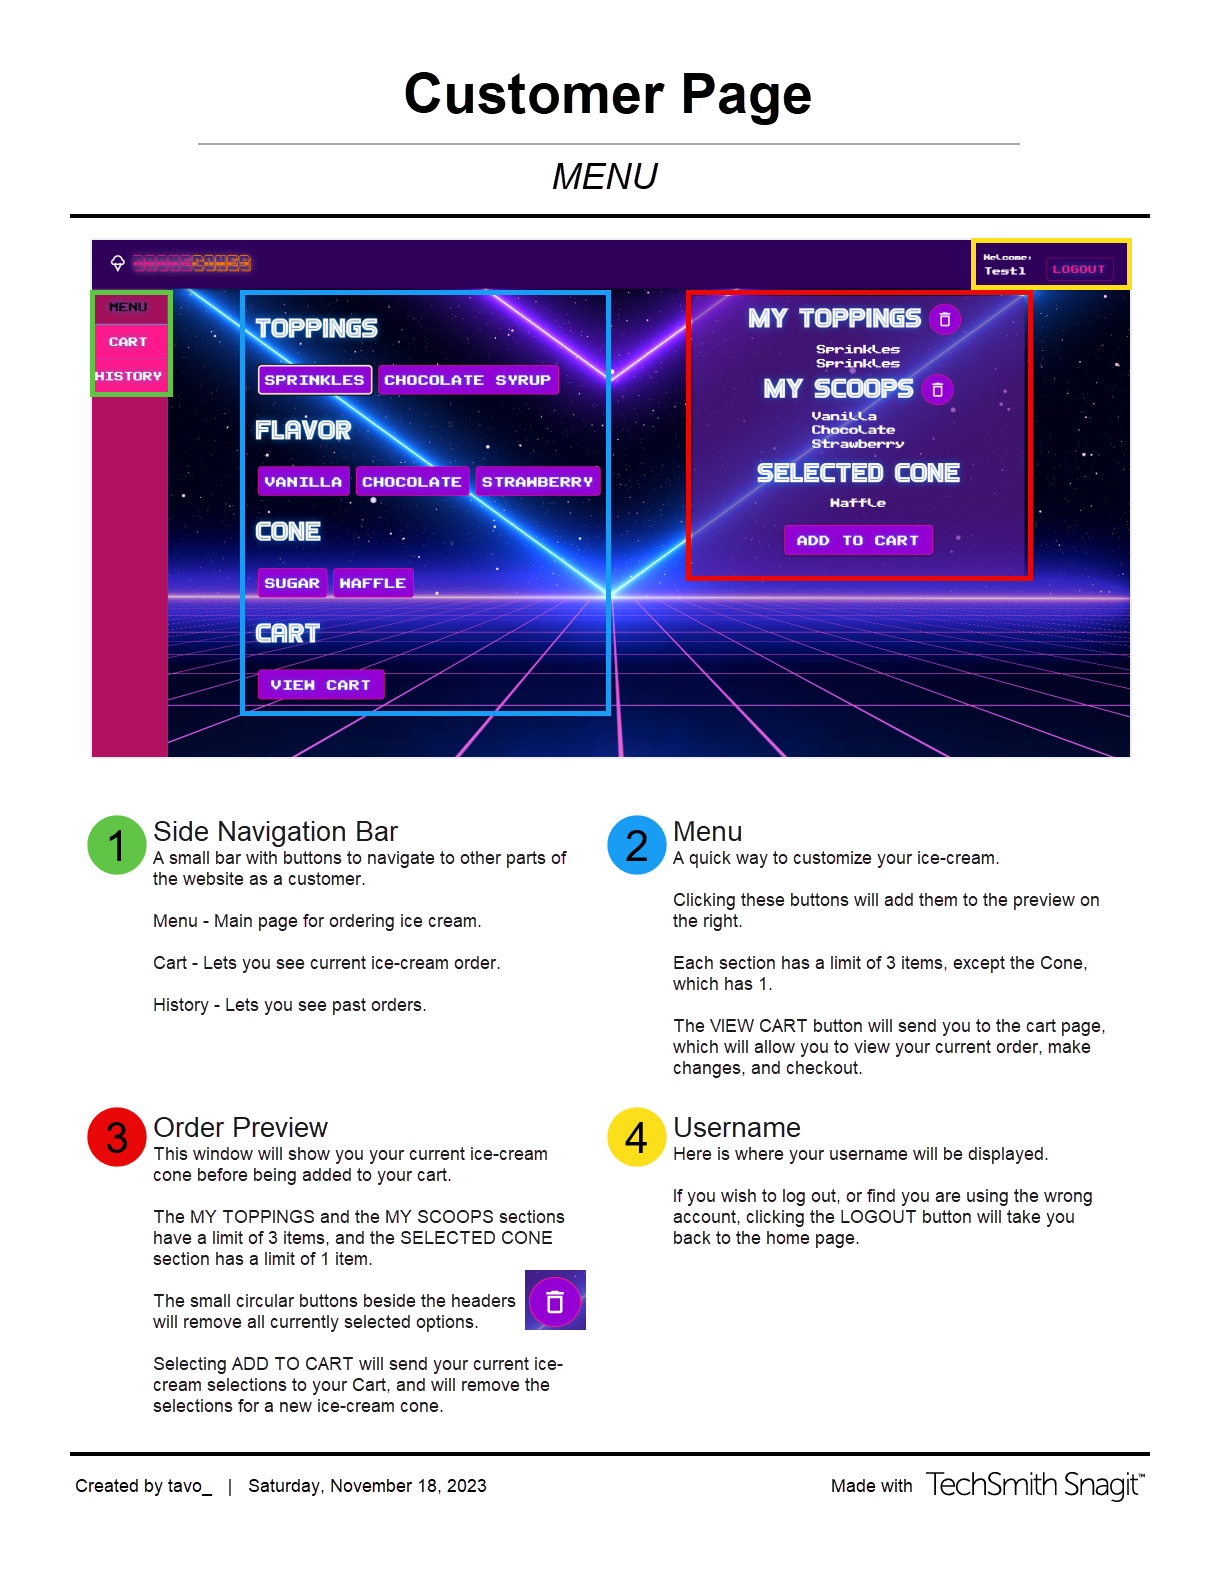 Customer Page
MENU
DRONECONES
Welcome,
Test1
LOGOUT
MENU
CART
HISTORY
TOPPINGS
SPRINKLES
CHOCOLATE SYRUP
FLAVOR
VANILLA
CHOCOLATE
STRAWBERRY
CONE
SUGAR
WAFFLE
CART
VIEW CART
MY TOPPINGS
Sprinkles
Sprinkles
MY SCOOPS
Vanilla
Chocolate
Strawberry
SELECTED CONE
Waffle
ADD TO CART
1
Side Navigation Bar
A small bar with buttons to navigate to other parts of
the website as a customer.
Menu - Main page for ordering ice cream.
Cart - Lets you see current ice-cream order.
History - Lets you see past orders.
2
Menu
A quick way to customize your ice-cream.
Clicking these buttons will add them to the preview on
the right.
Each section has a limit of 3 items, except the Cone,
which has 1.
The VIEW CART button will send you to the cart page,
which will allow you to view your current order, make
changes, and checkout.
3
Order Preview
This window will show you your current ice-cream
cone before being added to your cart.
The MY TOPPINGS and the MY SCOOPS sections
have a limit of 3 items, and the SELECTED CONE
section has a limit of 1 item.
The small circular buttons beside the headers
will remove all currently selected options.
Selecting ADD TO CART will send your current ice-
cream selections to your Cart, and will remove the
selections for a new ice-cream cone.
4
Username
Here is where your username will be displayed.
If you wish to log out, or find you are using the wrong
account, clicking the LOGOUT button will take you
back to the home page.
Created by tavo_ | Saturday, November 18, 2023
Made with TechSmith Snagit™